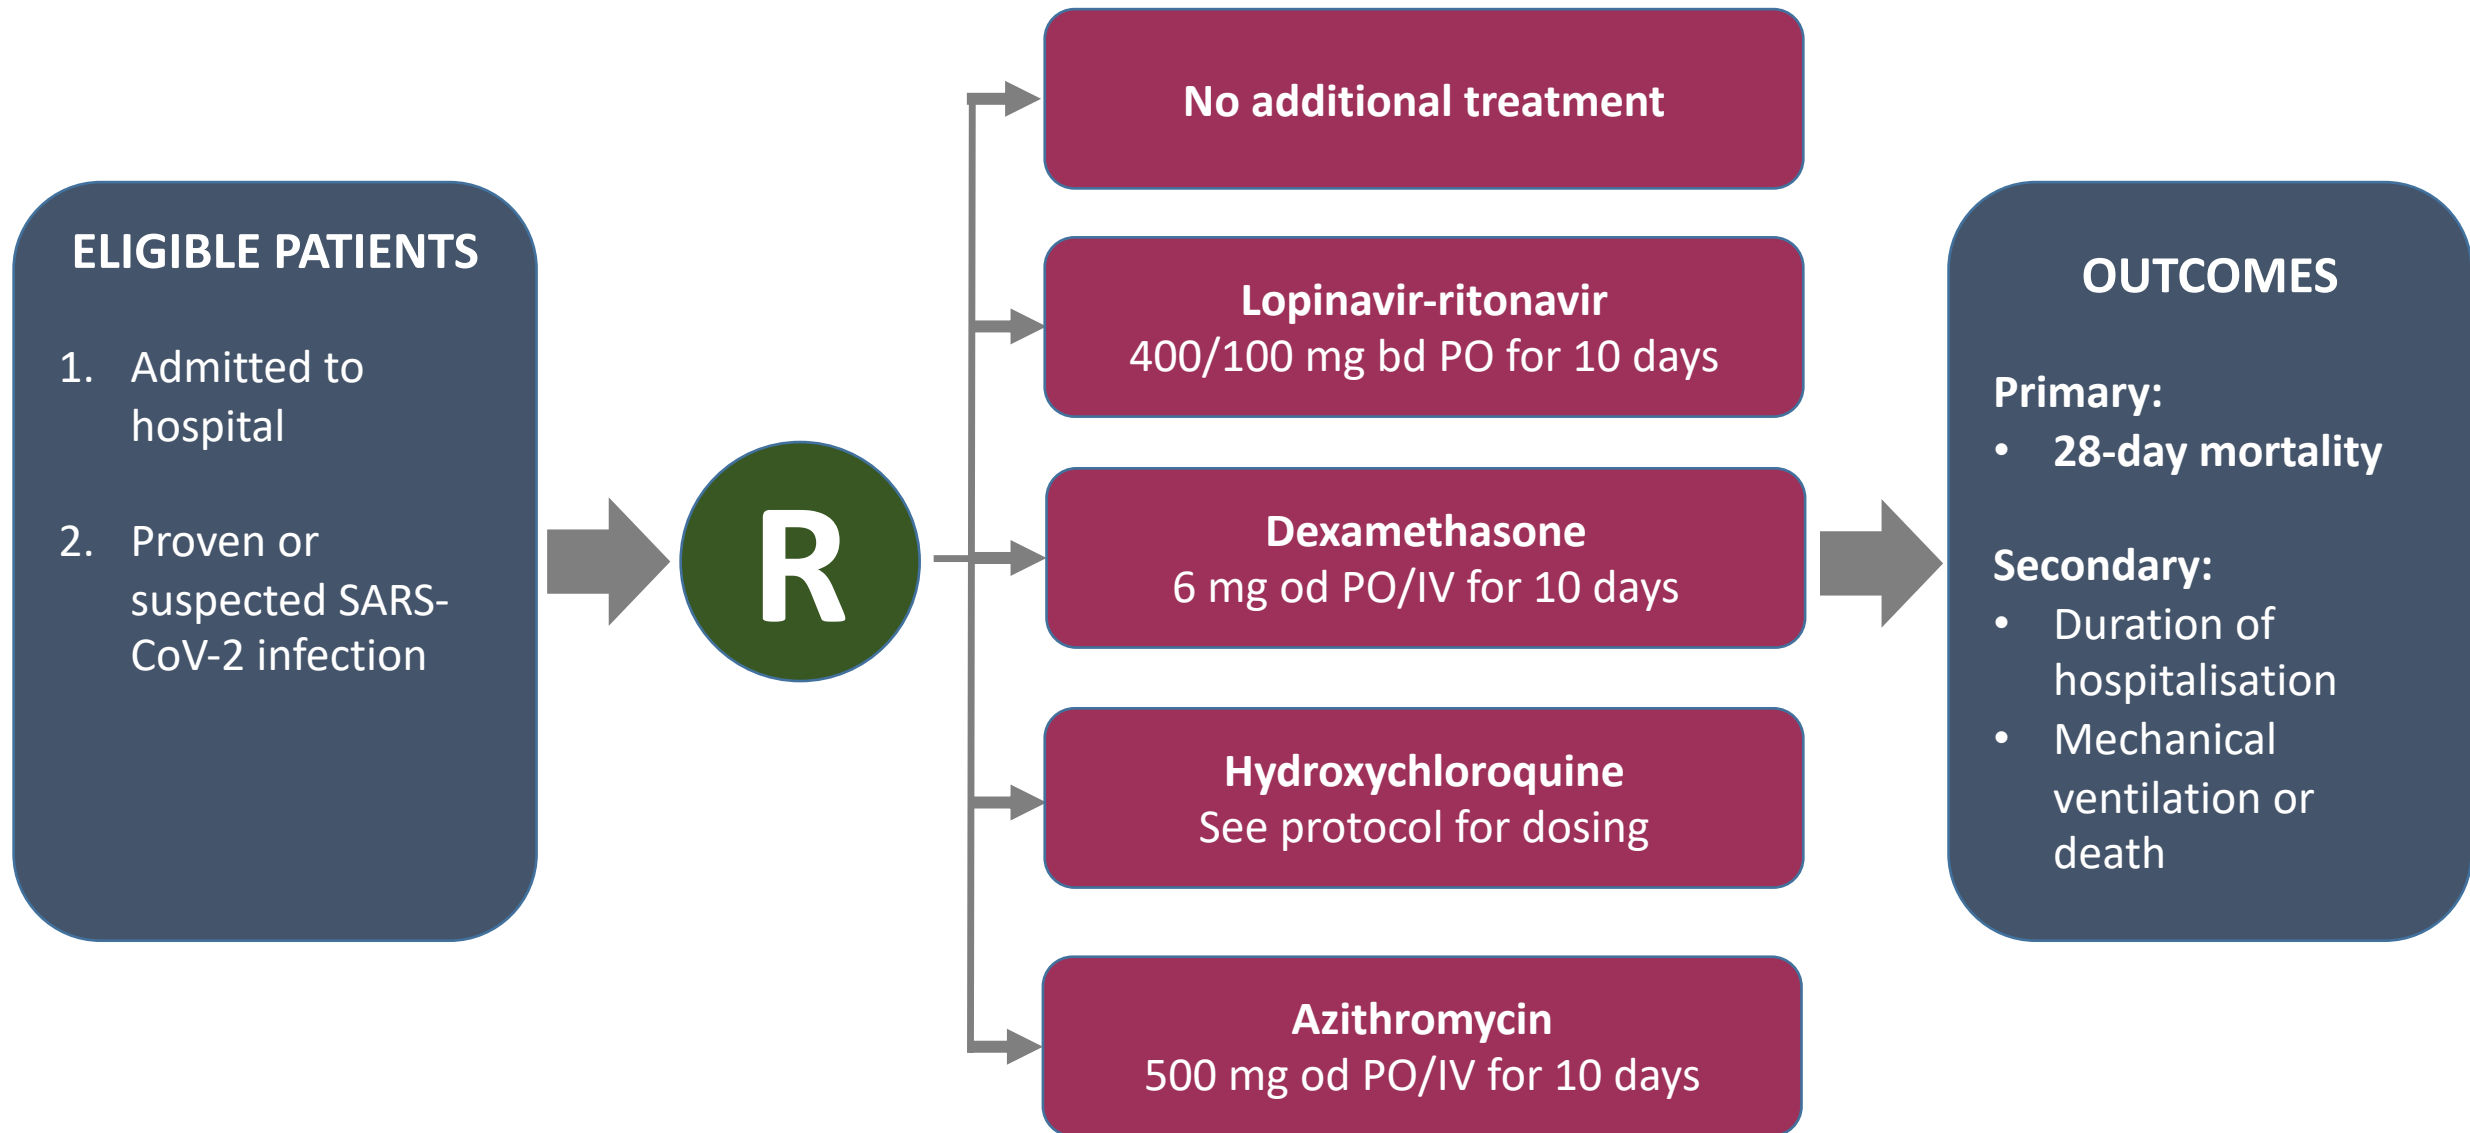 ELIGIBLE PATIENTS
1. Admitted to
hospital
2. Proven or
suspected SARS-
CoV-2 infection
R
No additional treatment
Lopinavir-ritonavir
400/100 mg bd PO for 10 days
Dexamethasone
6 mg od PO/IV for 10 days
Hydroxychloroquine
See protocol for dosing
Azithromycin
500 mg od PO/IV for 10 days
OUTCOMES
Primary:
• 28-day mortality
Secondary:
• Duration of
hospitalisation
• Mechanical
ventilation or
death